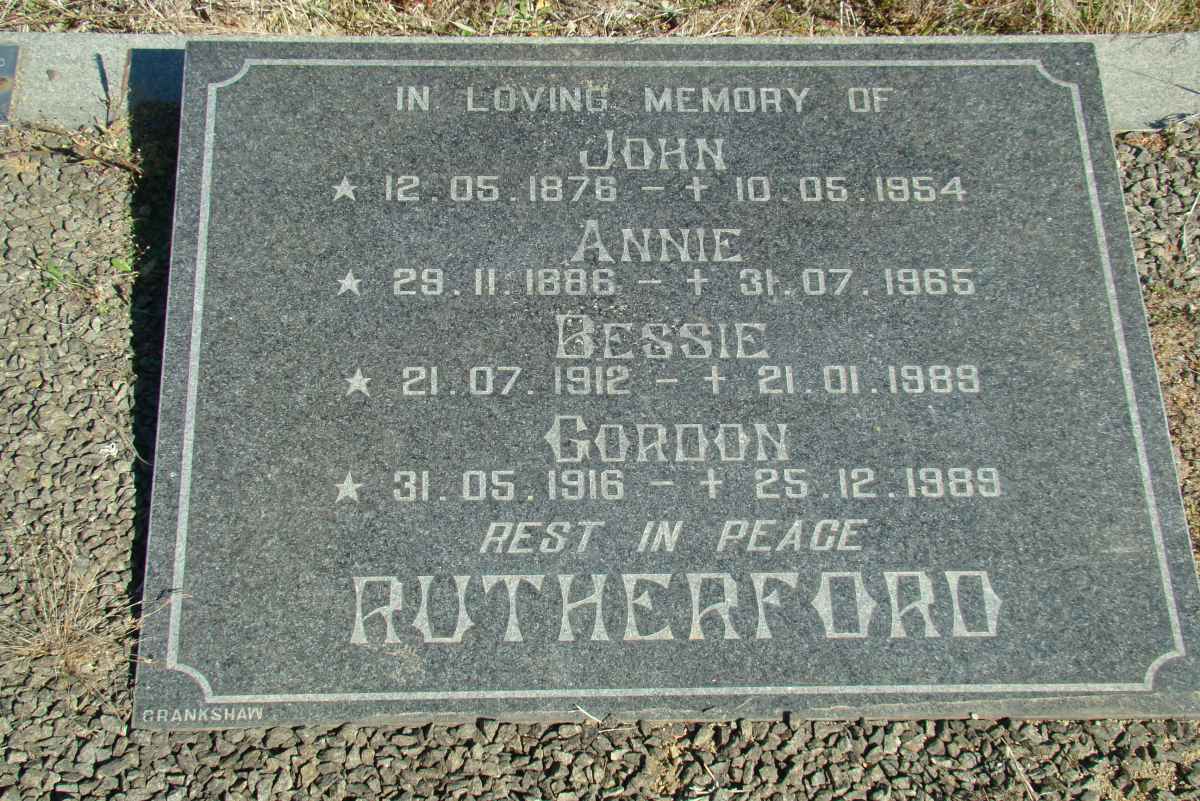 IN LOVING MEMORY OF
JOHN
★ 12.05.1876 - ✝ 10.05.1954
ANNIE
★ 29.11.1886 - ✝ 31.07.1965
BESSIE
★ 21.07.1912 - ✝ 21.01.1989
GORDON
★ 31.05.1916 - ✝ 25.12.1989
REST IN PEACE
RUTHERFORD
CRANKSHAW